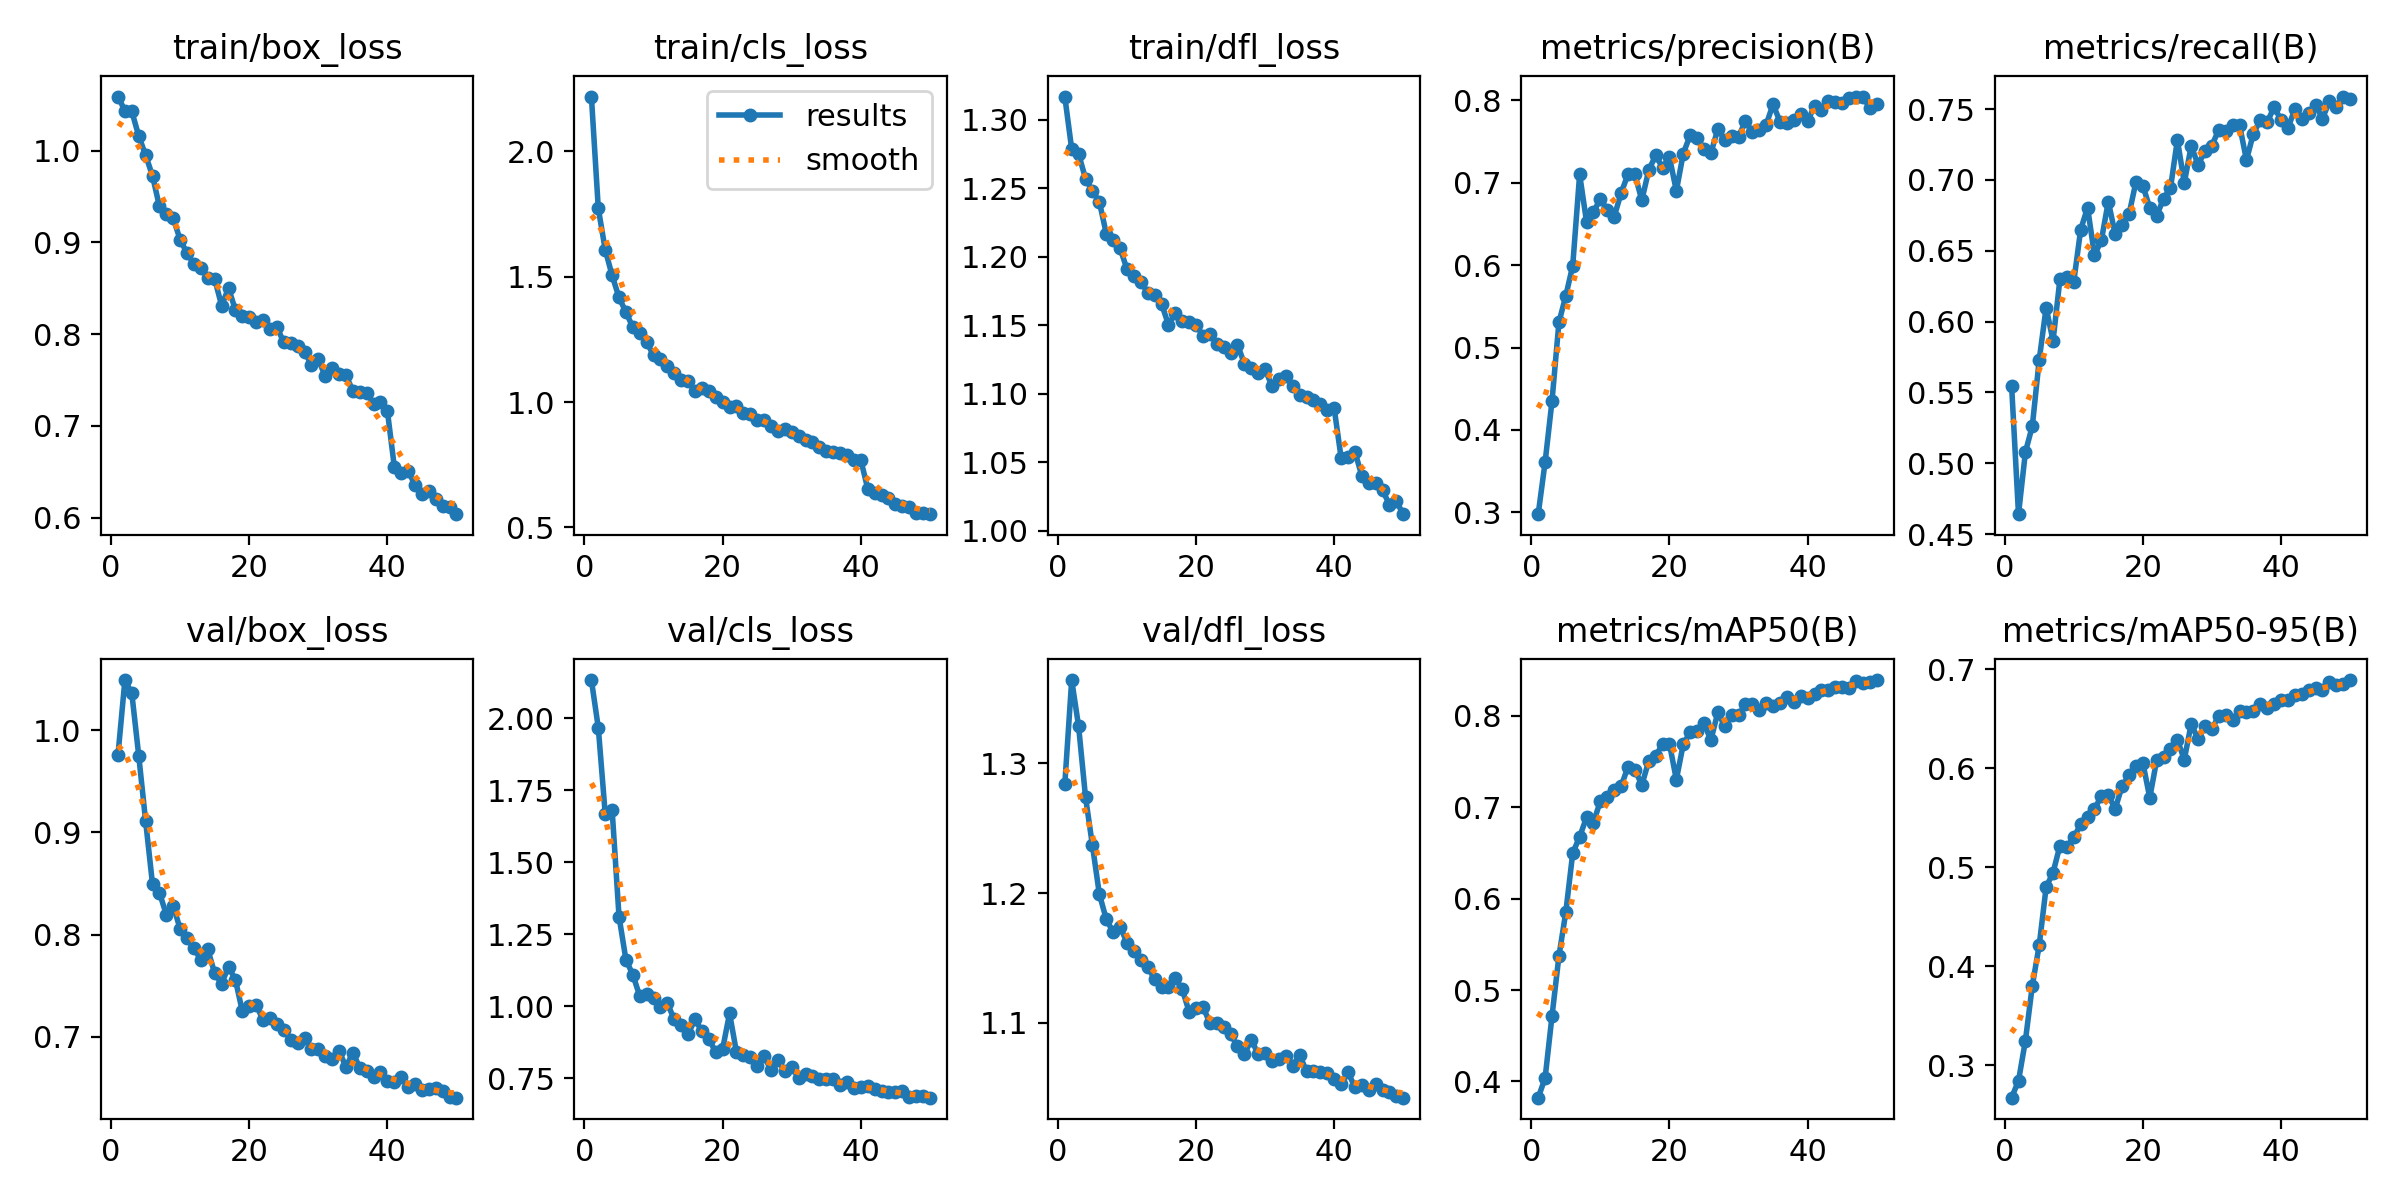 train/box_loss
1.0
0.9
0.8
0.7
0.6
0 20 40
train/cls_loss
results
smooth
2.0
1.5
1.0
0.5
0 20 40
train/dfl_loss
1.30
1.25
1.20
1.15
1.10
1.05
1.00
0 20 40
metrics/precision(B)
0.8
0.7
0.6
0.5
0.4
0.3
0 20 40
metrics/recall(B)
0.75
0.70
0.65
0.60
0.55
0.50
0.45
0 20 40
val/box_loss
1.0
0.9
0.8
0.7
0 20 40
val/cls_loss
2.00
1.75
1.50
1.25
1.00
0.75
0 20 40
val/dfl_loss
1.3
1.2
1.1
0 20 40
metrics/mAP50(B)
0.8
0.7
0.6
0.5
0.4
0 20 40
metrics/mAP50-95(B)
0.7
0.6
0.5
0.4
0.3
0 20 40